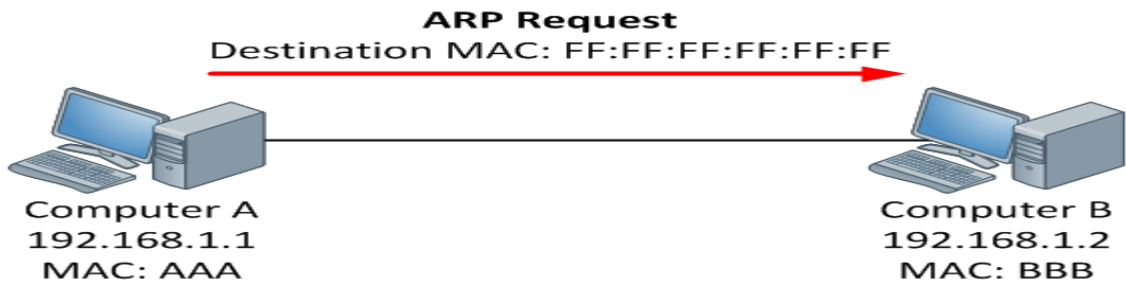 ARP Request
Destination MAC: FF:FF:FF:FF:FF:FF
Computer A
192.168.1.1
MAC: AAA
Computer B
192.168.1.2
MAC: BBB